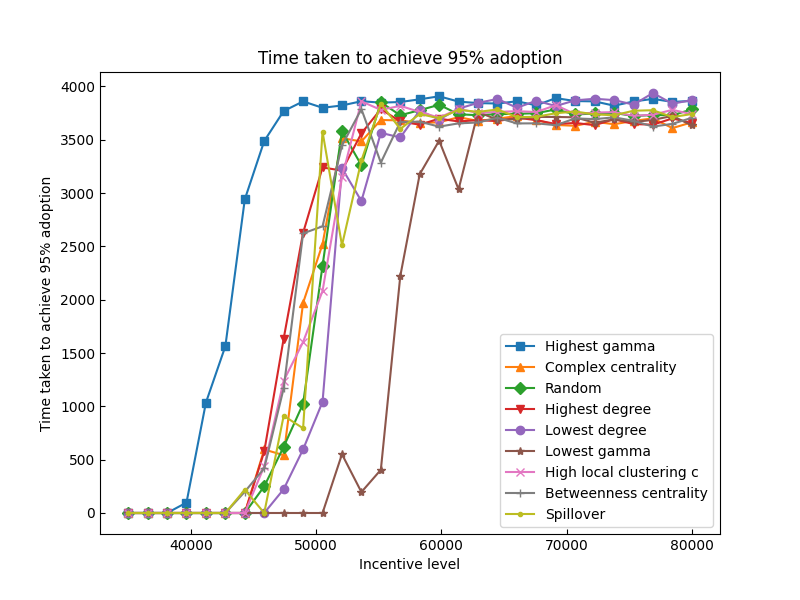 Time taken to achieve 95% adoption
Time taken to achieve 95% adoption
4000
3500
3000
2500
2000
1500
1000
500
0
Highest gamma
Complex centrality
Random
Highest degree
Lowest degree
Lowest gamma
High local clustering c
Betweenness centrality
Spillover
40000 50000 60000 70000 80000
Incentive level